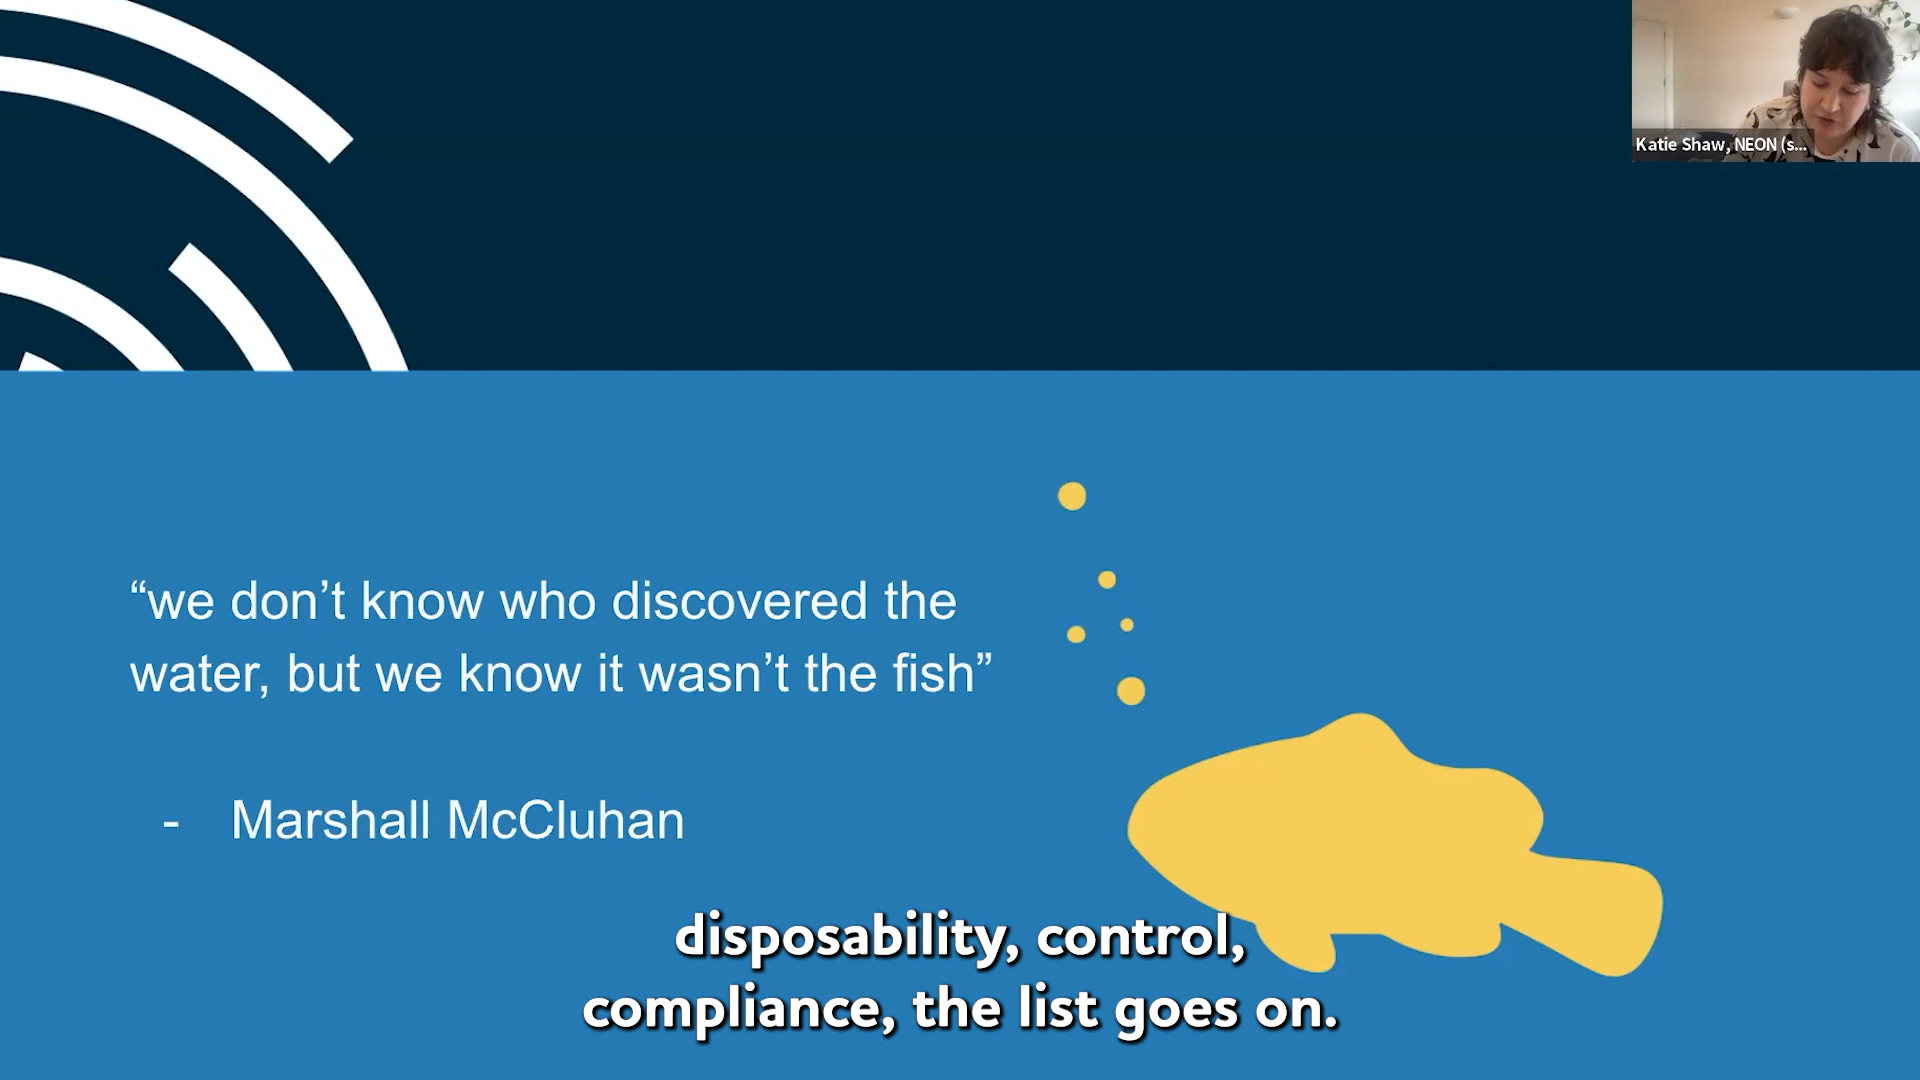 Katie Shaw, NEON (s...
“we don’t know who discovered the
water, but we know it wasn’t the fish”
- Marshall McCluhan
disposability, control,
compliance, the list goes on.